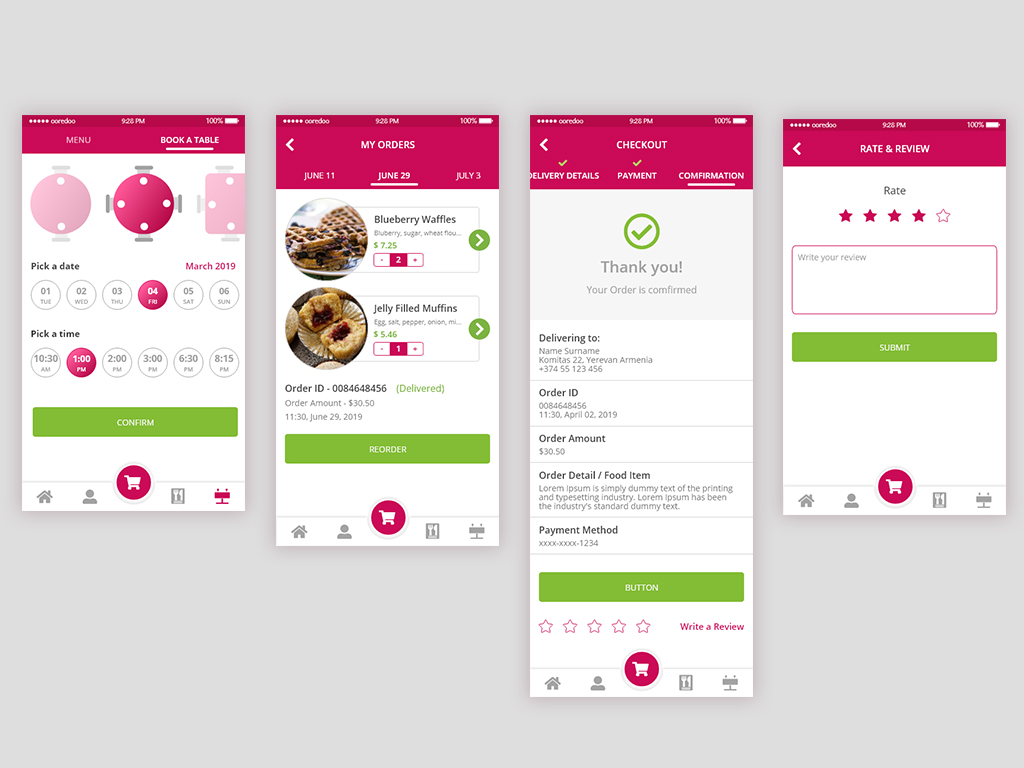 ooredoo 9:28 PM 100%
MENU BOOK A TABLE
Pick a date March 2019
01 02 03 04 05 06
TUE WED THU FRI SAT SUN
Pick a time
10:30 1:00 2:00 3:00 6:30 8:15
AM PM PM PM PM PM
CONFIRM
ooredoo 9:28 PM 100%
MY ORDERS
JUNE 11 JUNE 29 JULY 3
Blueberry Waffles
Bluberry, sugar, wheat flou...
$ 7.25
- 2 +
Jelly Filled Muffins
Egg, salt, pepper, onion, mi...
$ 5.46
- 1 +
Order ID - 0084648456 (Delivered)
Order Amount - $30.50
11:30, June 29, 2019
REORDER
ooredoo 9:28 PM 100%
CHECKOUT
DELIVERY DETAILS PAYMENT COMFIRMATION
Thank you!
Your Order is comfirmed
Delivering to:
Name Surname
Komitas 22, Yerevan Armenia
+374 55 123 456
Order ID
0084648456
11:30, April 02, 2019
Order Amount
$30.50
Order Detail / Food Item
Lorem Ipsum is simply dummy text of the printing
and typesetting industry. Lorem Ipsum has been
the industry's standard dummy text.
Payment Method
xxxx-xxxx-1234
BUTTON
Write a Review
ooredoo 9:28 PM 100%
RATE & REVIEW
Rate
Write your review
SUBMIT